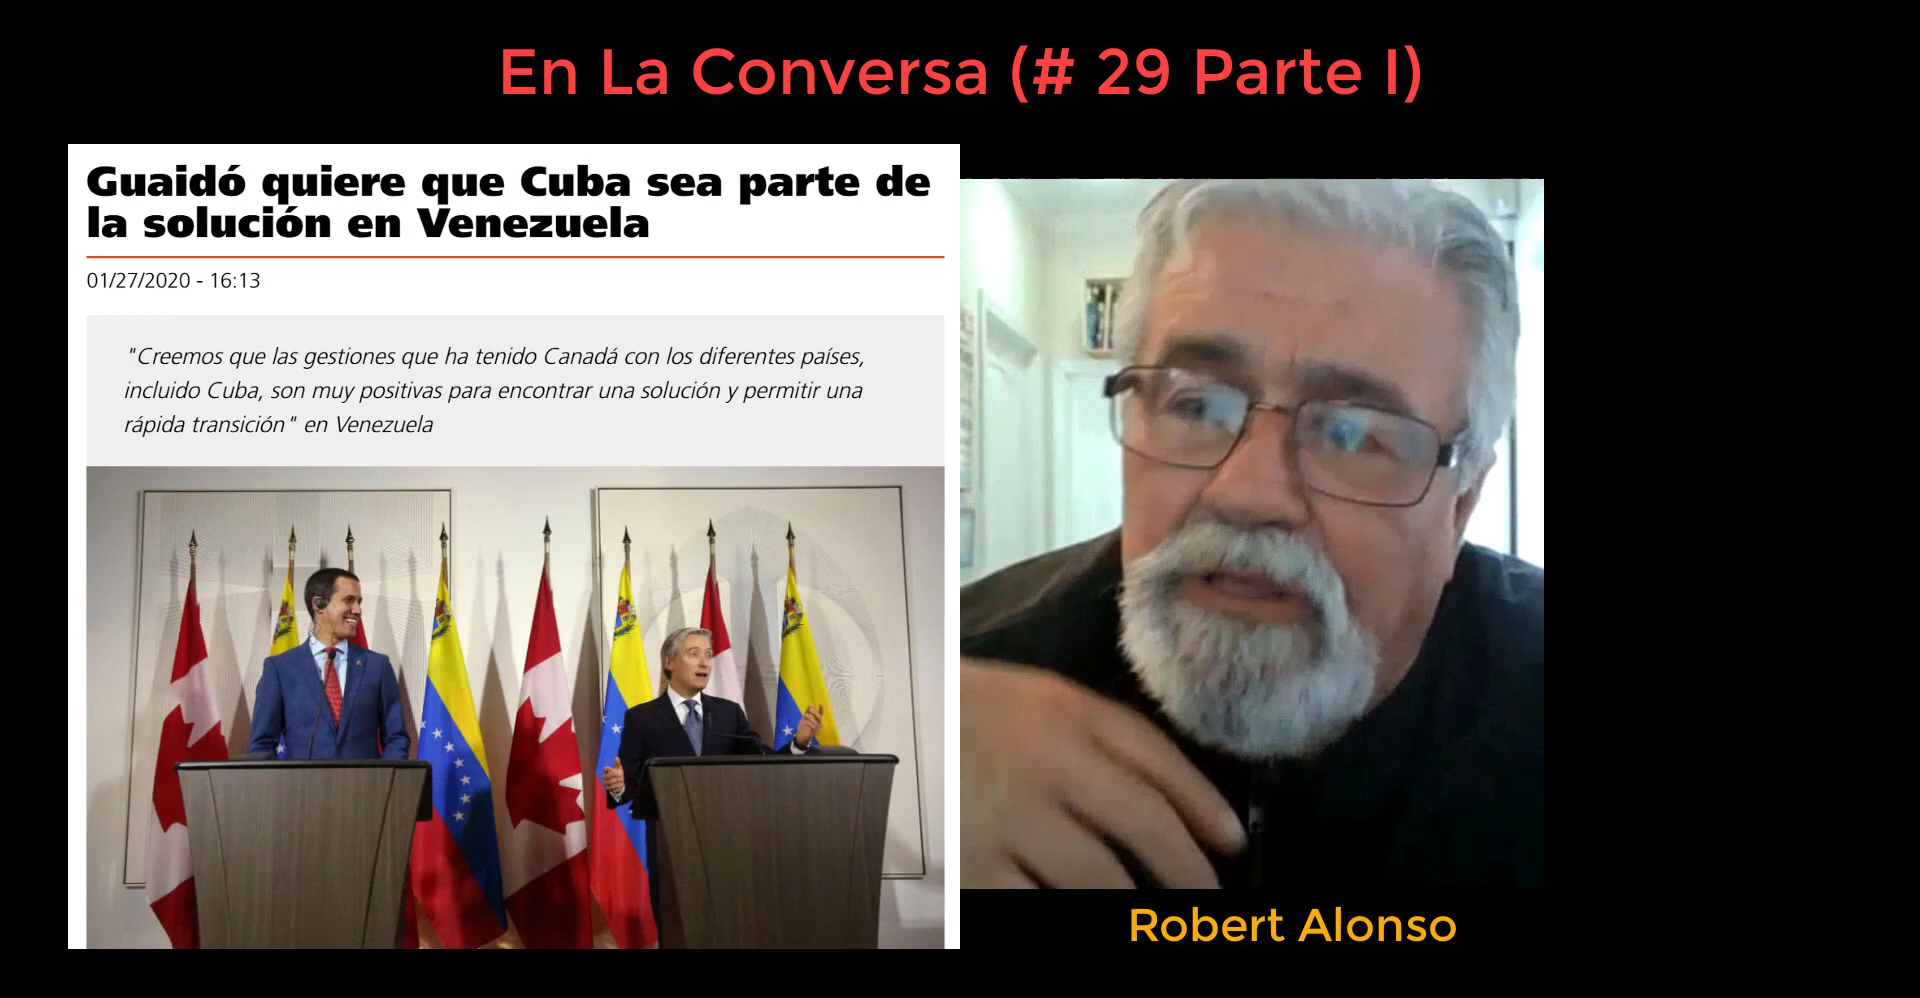 En La Conversa (# 29 Parte I)
Guaidó quiere que Cuba sea parte de
la solución en Venezuela
01/27/2020 - 16:13
"Creemos que las gestiones que ha tenido Canadá con los diferentes países,
incluido Cuba, son muy positivas para encontrar una solución y permitir una
rápida transición" en Venezuela
Robert Alonso